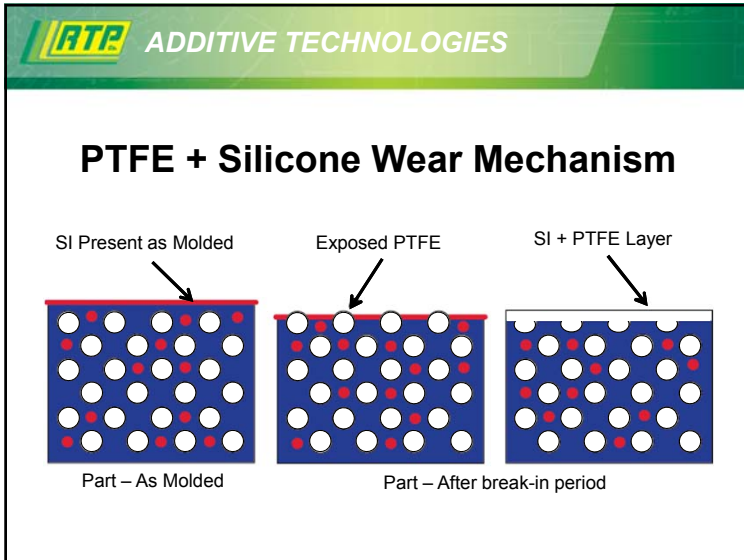 RTP CO.
ADDITIVE TECHNOLOGIES
PTFE + Silicone Wear Mechanism
SI Present as Molded
Exposed PTFE
SI + PTFE Layer
Part – As Molded
Part – After break-in period